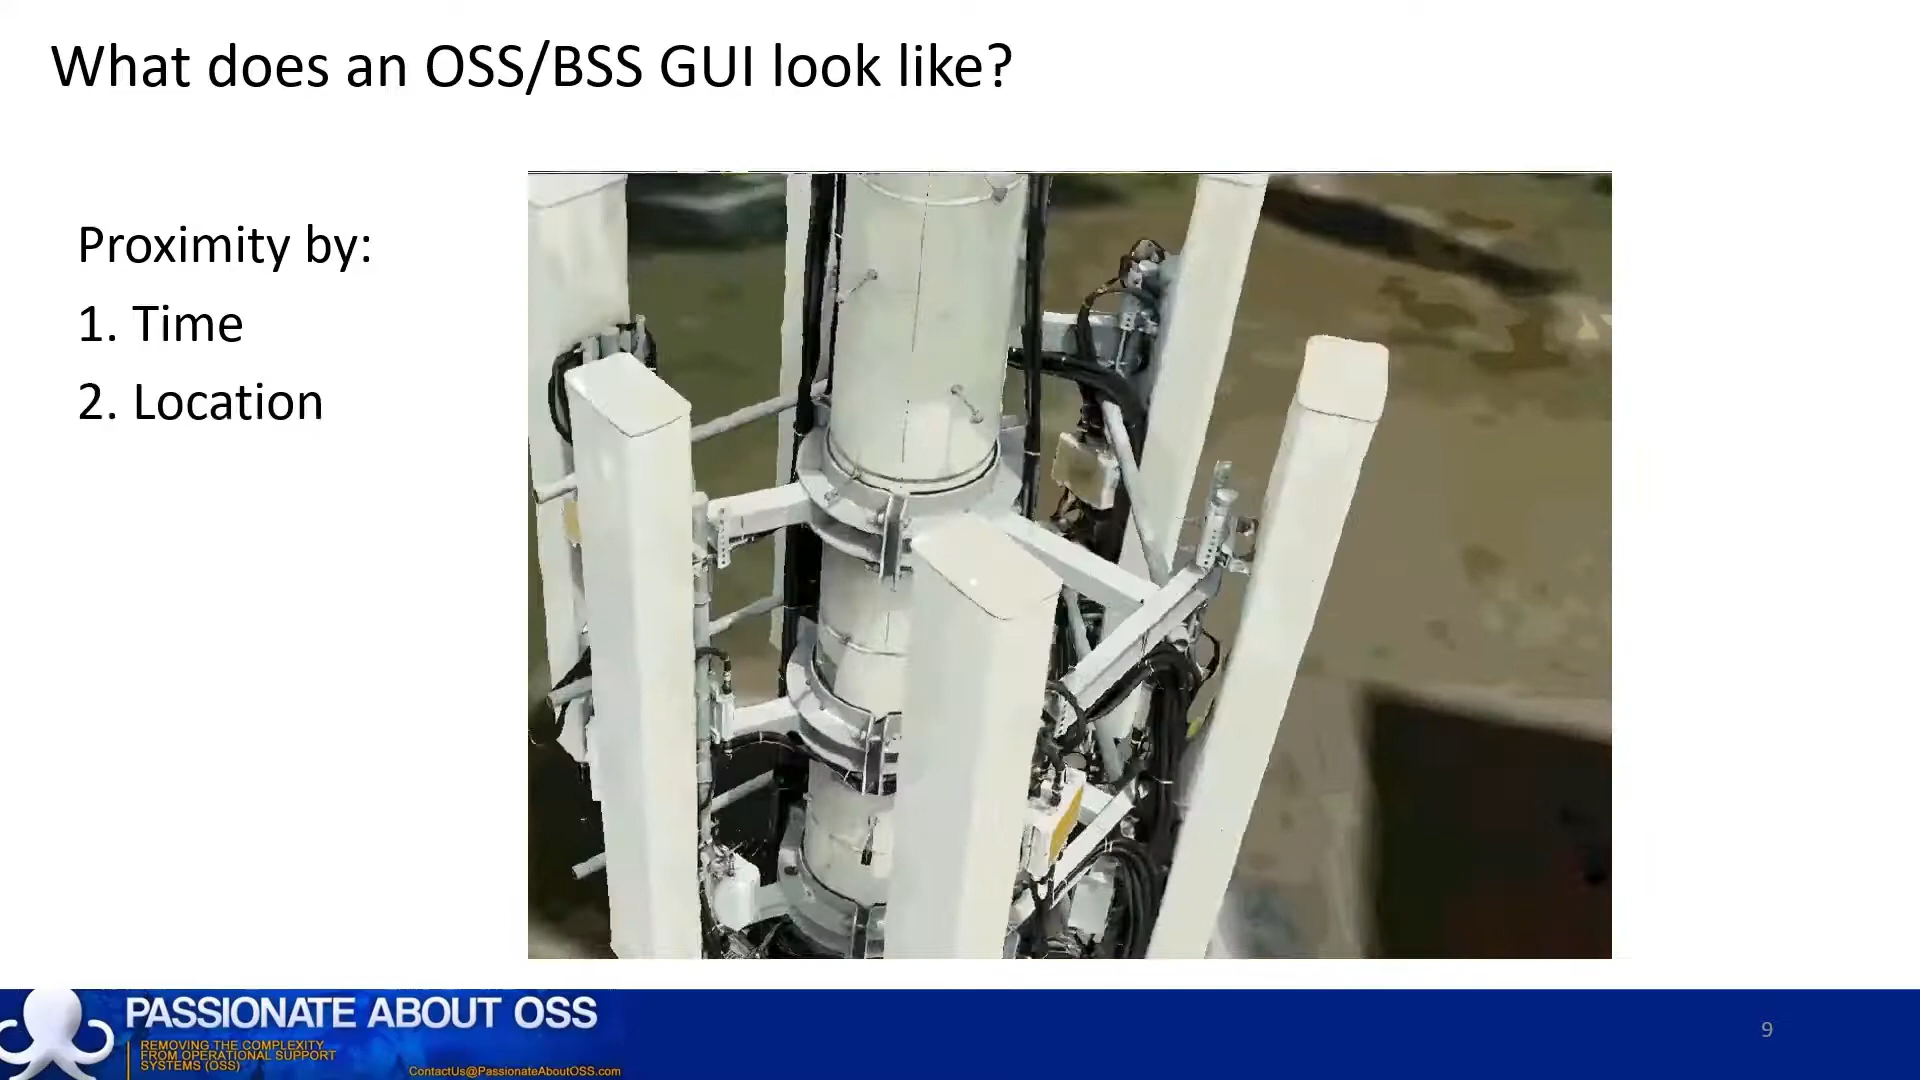 What does an OSS/BSS GUI look like?
Proximity by:
1. Time
2. Location
PASSIONATE ABOUT OSS
REMOVING THE COMPLEXITY
FROM OPERATIONAL SUPPORT
SYSTEMS (OSS)
ContactUs@PassionateAboutOSS.com
9